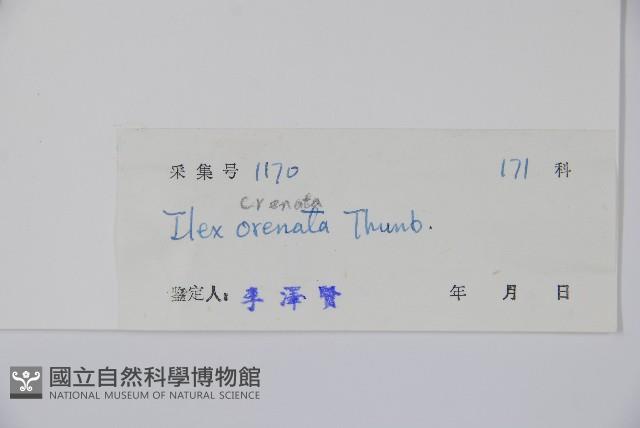 采集号 1170 171 科
crenata
Ilex orenata Thunb.
鉴定人: 李澤賢 年 月 日
國立自然科學博物館
NATIONAL MUSEUM OF NATURAL SCIENCE